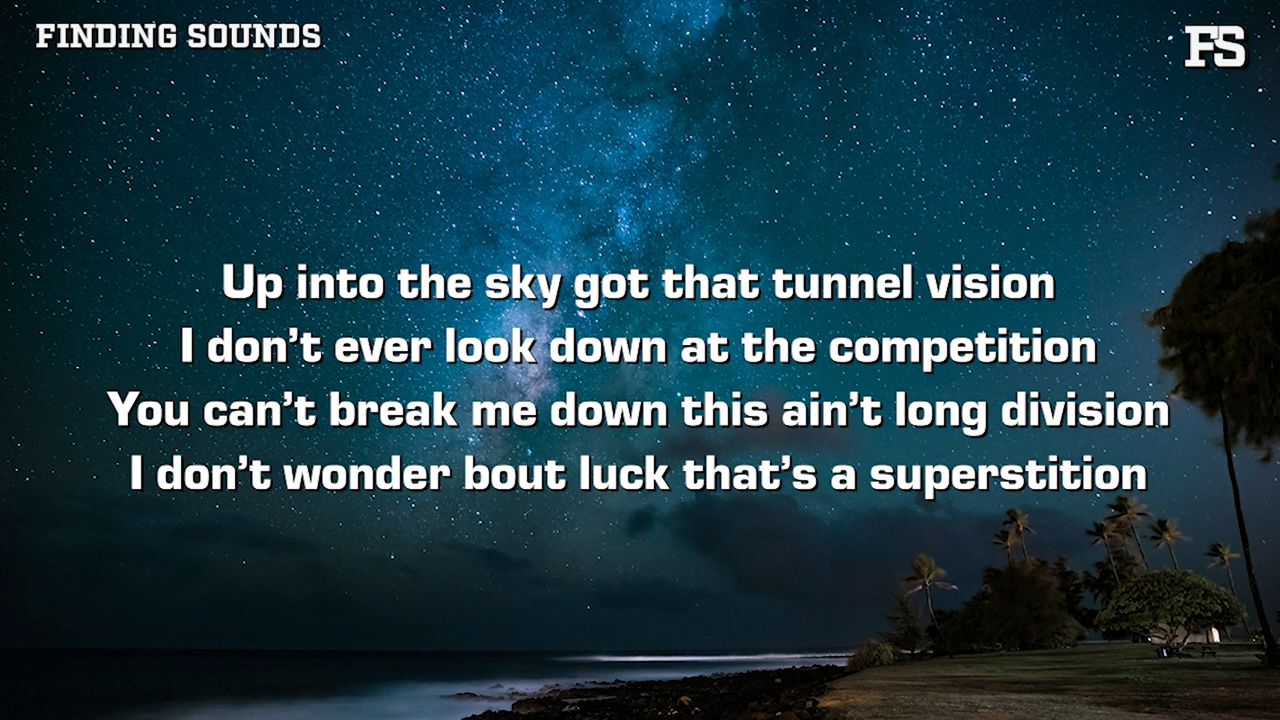 FINDING SOUNDS
FS
Up into the sky got that tunnel vision
I don’t ever look down at the competition
You can’t break me down this ain’t long division
I don’t wonder bout luck that’s a superstition